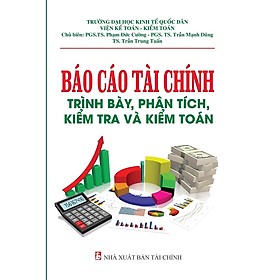 TRƯỜNG ĐẠI HỌC KINH TẾ QUỐC DÂN
VIỆN KẾ TOÁN - KIỂM TOÁN
Chủ biên: PGS.TS. Phạm Đức Cường - PGS. TS. Trần Mạnh Dũng
TS. Trần Trung Tuấn
BÁO CÁO TÀI CHÍNH
TRÌNH BÀY, PHÂN TÍCH,
KIỂM TRA VÀ KIỂM TOÁN
NHÀ XUẤT BẢN TÀI CHÍNH